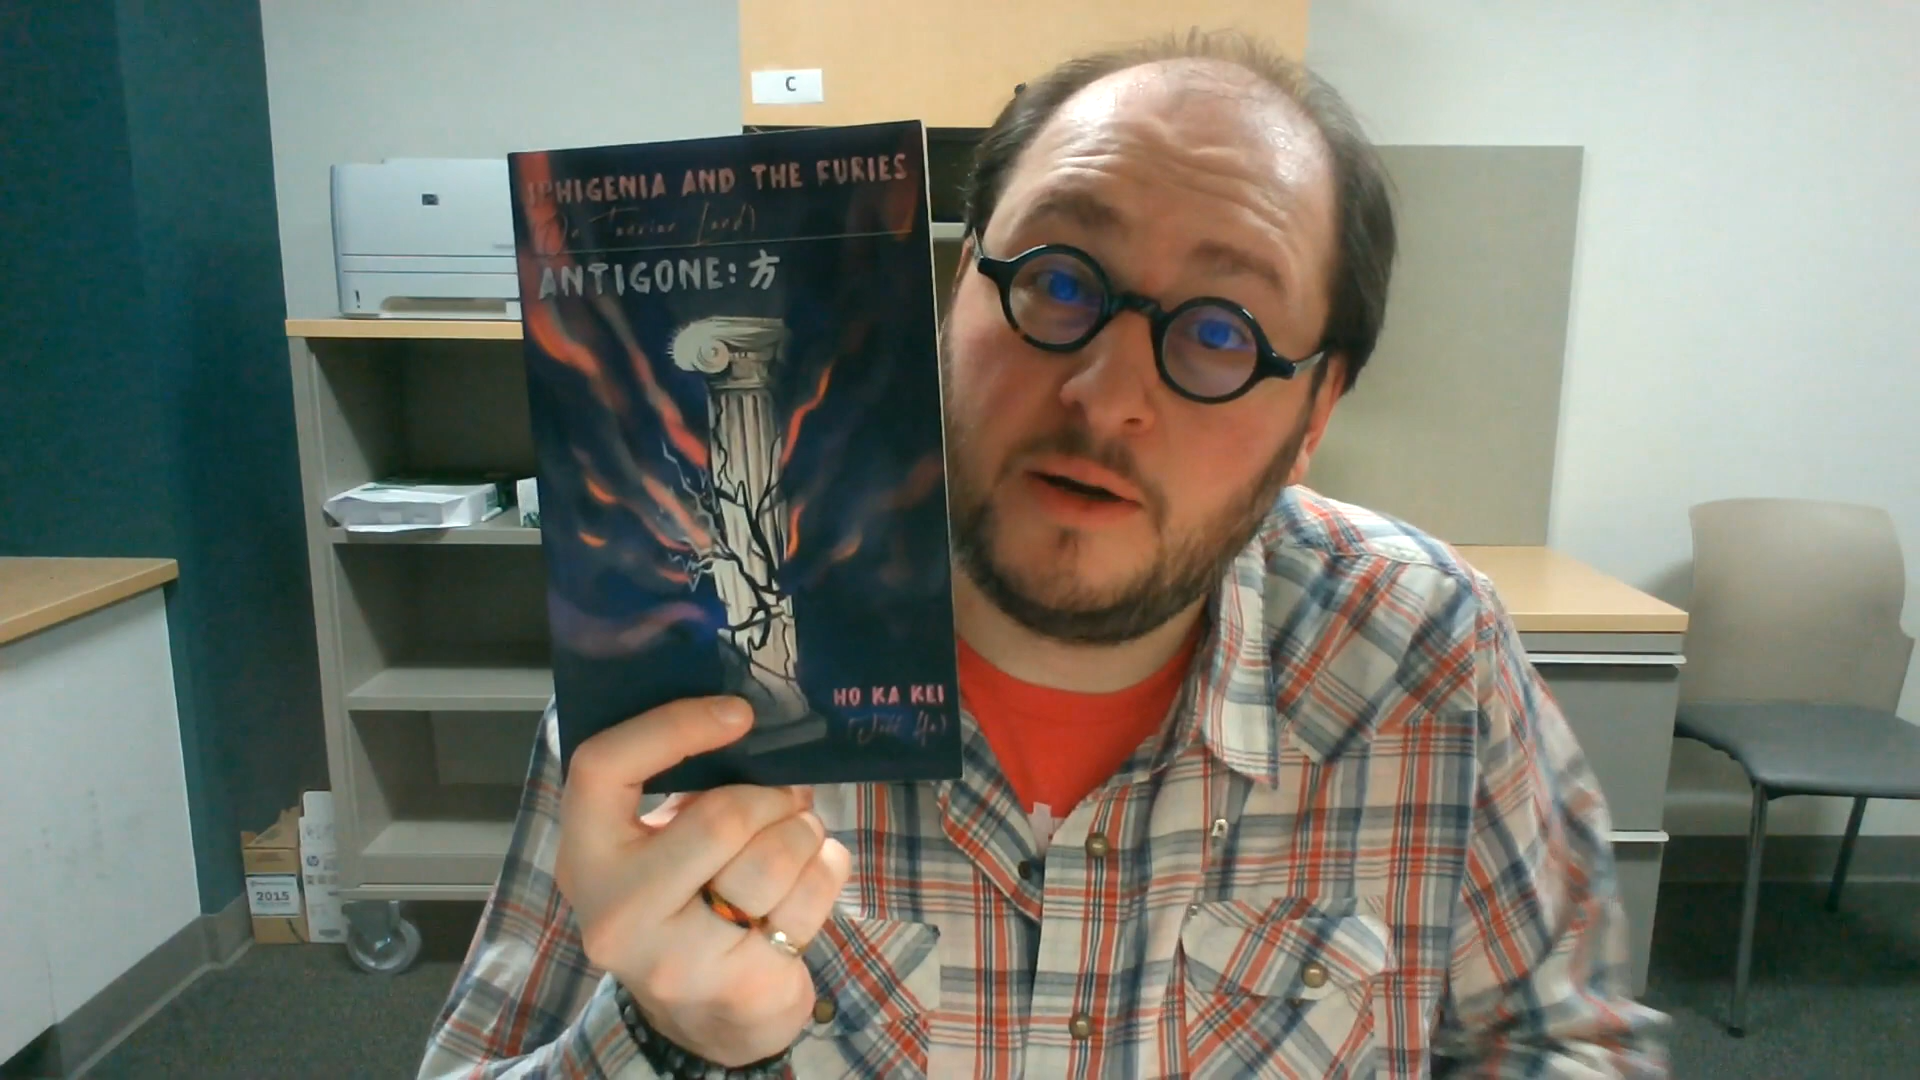 C
IPHIGENIA AND THE FURIES
(On Taurian Land)
ANTIGONE: 方
HO KA KEI
(Jeff Ho)
2015